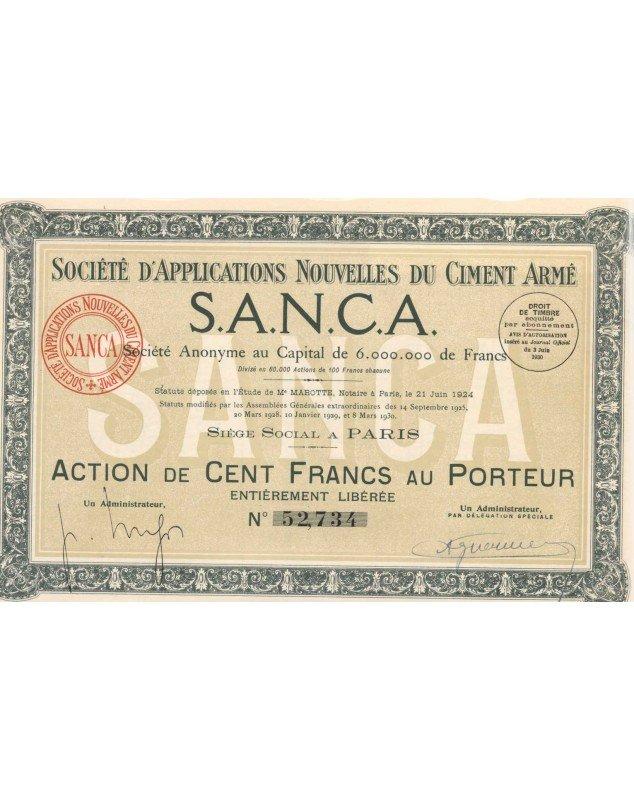 Société d'Applications Nouvelles du Ciment Armé
S.A.N.C.A.
SOCIÉTÉ D'APPLICATIONS NOUVELLES DU CIMENT ARMÉ
SANCA
DROIT
DE TIMBRE
acquitté
par abonnement
AVIS D'AUTORISATION
inséré au Journal Officiel
du 3 Juin
1930
Société Anonyme au Capital de 6.000.000 de Francs
Divisé en 60.000 Actions de 100 Francs chacune
SANCA
Statuts déposés en l'Étude de Me MAROTTE, Notaire à Paris, le 21 Juin 1924
Statuts modifiés par les Assemblées Générales extraordinaires des 14 Septembre 1925,
20 Mars 1928, 10 Janvier 1929, et 8 Mars 1930.
Siège Social à PARIS
Action de Cent Francs au Porteur
ENTIÈREMENT LIBÉRÉE
Un Administrateur,
N° 52,734
Un Administrateur,
PAR DÉLÉGATION SPÉCIALE